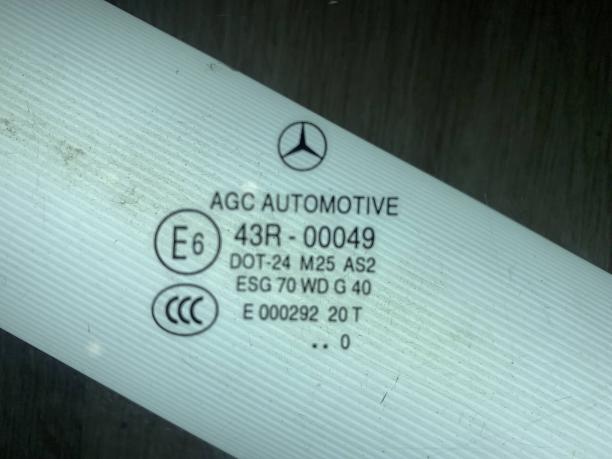 AGC AUTOMOTIVE
E6 43R - 00049
DOT-24 M25 AS2
ESG 70 WD G 40
CCC E 000292 20 T
.. 0